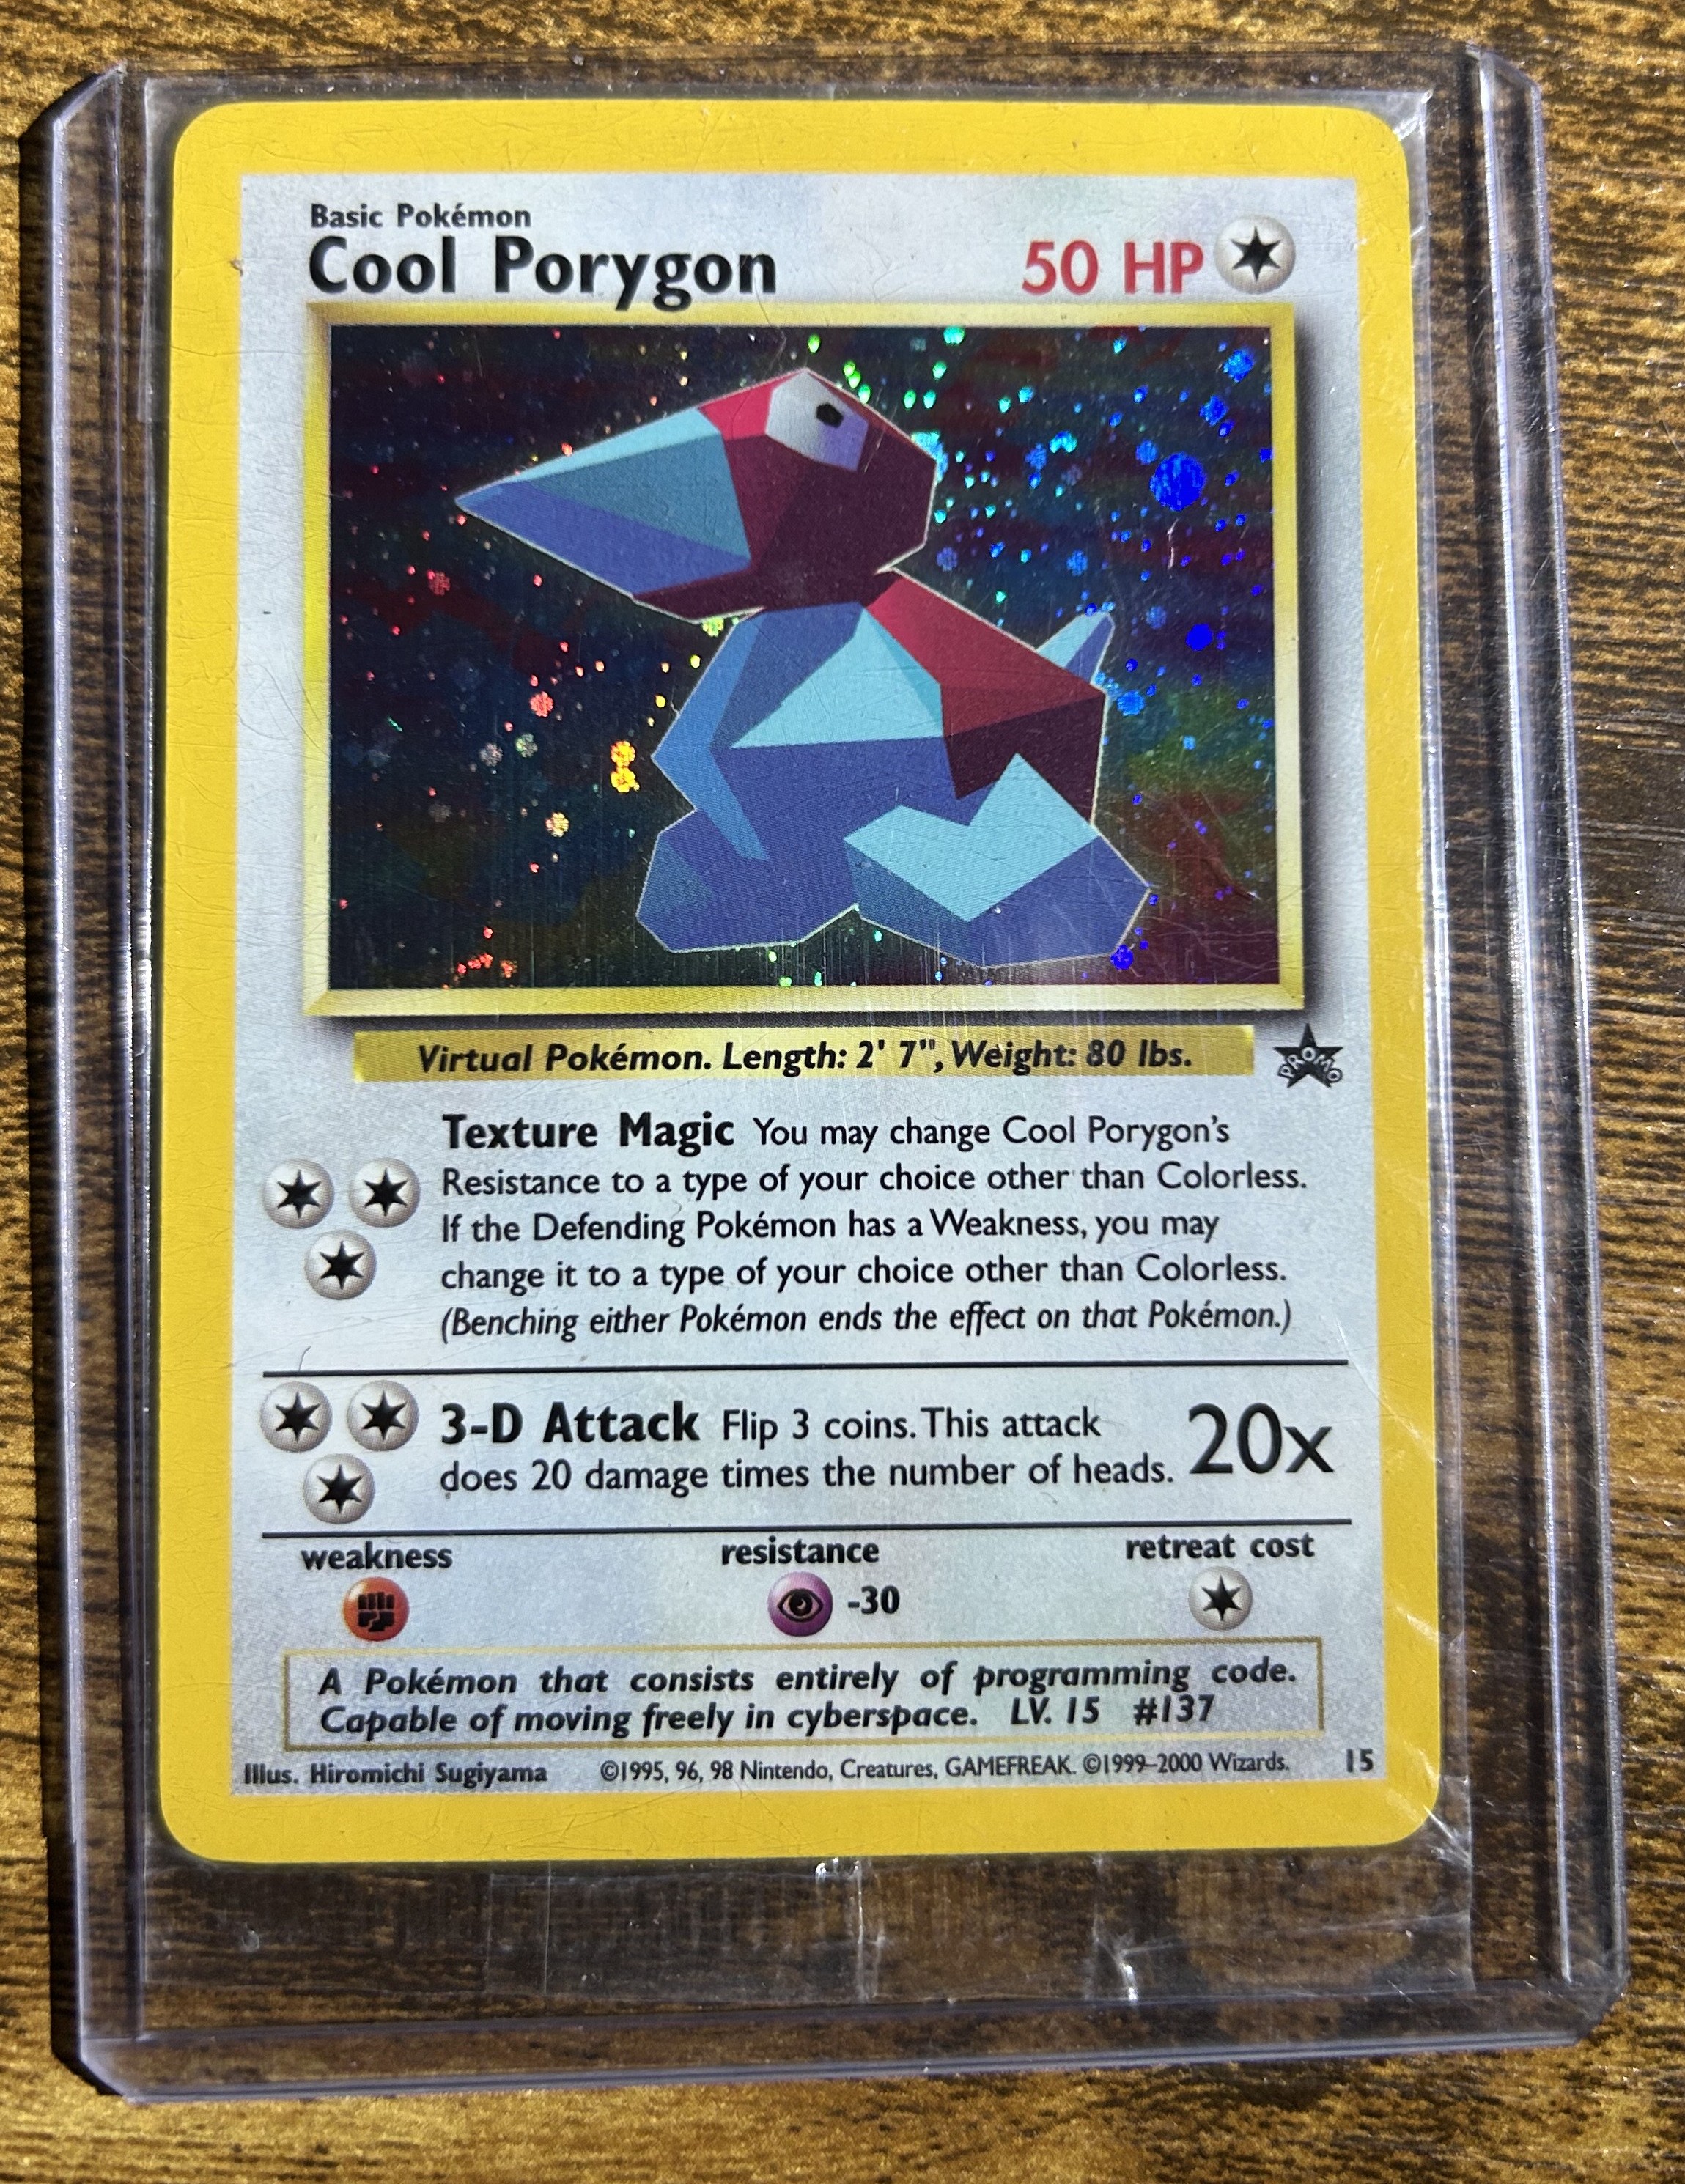 Basic Pokémon
Cool Porygon 50 HP
Virtual Pokémon. Length: 2' 7", Weight: 80 lbs.
PROMO
Texture Magic You may change Cool Porygon's
Resistance to a type of your choice other than Colorless.
If the Defending Pokémon has a Weakness, you may
change it to a type of your choice other than Colorless.
(Benching either Pokémon ends the effect on that Pokémon.)
3-D Attack Flip 3 coins. This attack
does 20 damage times the number of heads. 20x
weakness resistance retreat cost
-30
A Pokémon that consists entirely of programming code.
Capable of moving freely in cyberspace. LV. 15 #137
Illus. Hiromichi Sugiyama ©1995, 96, 98 Nintendo, Creatures, GAMEFREAK. ©1999-2000 Wizards. 15